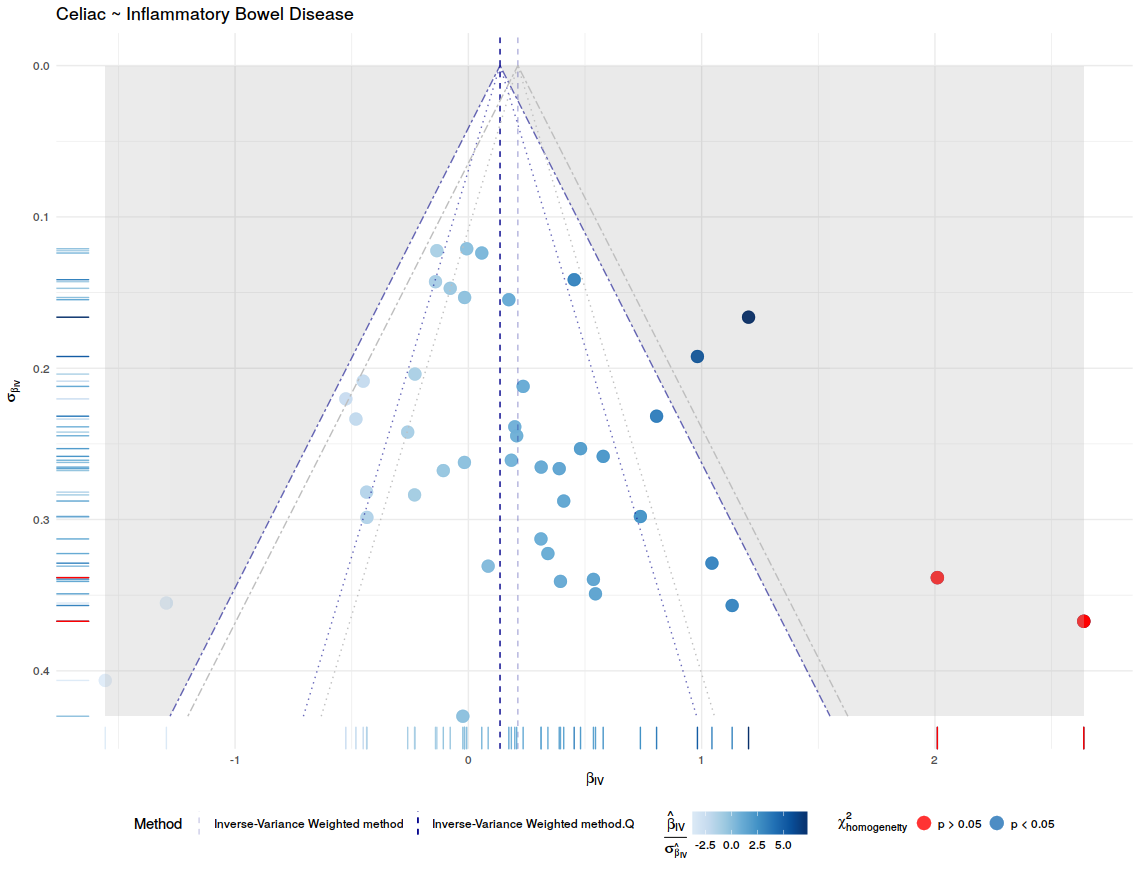 Celiac ~ Inflammatory Bowel Disease
0.0
0.1
0.2
0.3
0.4
σβIV
-1
0
1
2
βIV
Method
Inverse-Variance Weighted method
Inverse-Variance Weighted method.Q
β̂IV
σβ̂IV
-2.5 0.0 2.5 5.0
χ2homogeneity
p > 0.05
p < 0.05